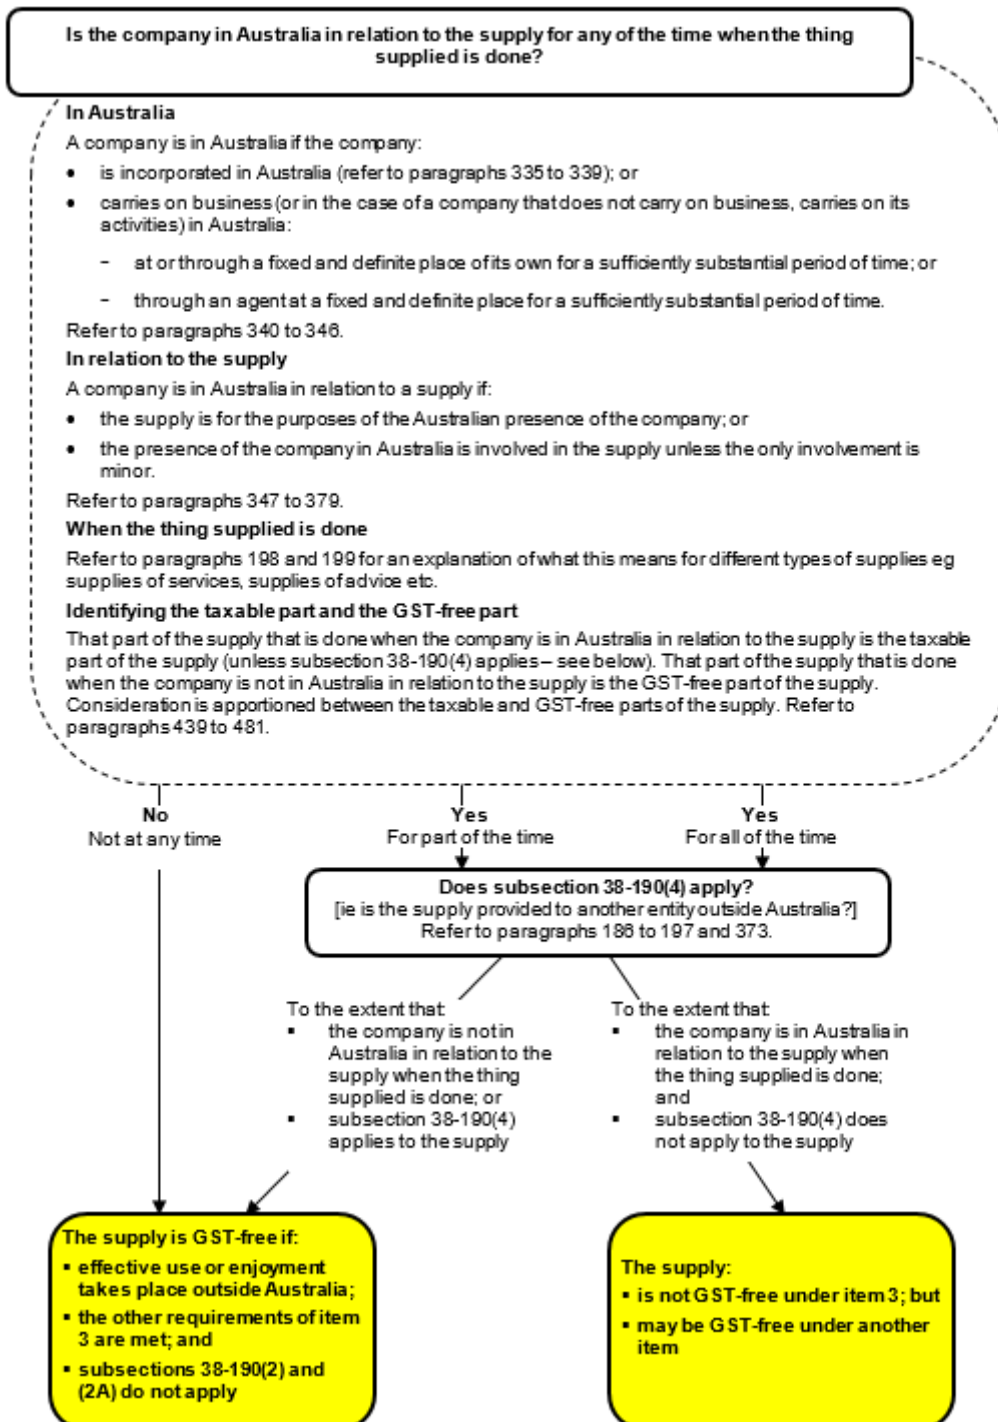 Is the company in Australia in relation to the supply for any of the time when the thing
supplied is done?
In Australia
A company is in Australia if the company:
• is incorporated in Australia (refer to paragraphs 335 to 339); or
• carries on business (or in the case of a company that does not carry on business, carries on its
activities) in Australia:
− at or through a fixed and definite place of its own for a sufficiently substantial period of time; or
− through an agent at a fixed and definite place for a sufficiently substantial period of time.
Refer to paragraphs 340 to 346.
In relation to the supply
A company is in Australia in relation to a supply if:
• the supply is for the purposes of the Australian presence of the company; or
• the presence of the company in Australia is involved in the supply unless the only involvement is
minor.
Refer to paragraphs 347 to 379.
When the thing supplied is done
Refer to paragraphs 198 and 199 for an explanation of what this means for different types of supplies eg
supplies of services, supplies of advice etc.
Identifying the taxable part and the GST-free part
That part of the supply that is done when the company is in Australia in relation to the supply is the taxable
part of the supply (unless subsection 38-190(4) applies – see below). That part of the supply that is done
when the company is not in Australia in relation to the supply is the GST-free part of the supply.
Consideration is apportioned between the taxable and GST-free parts of the supply. Refer to
paragraphs 439 to 481.
No
Not at any time
Yes
For part of the time
Yes
For all of the time
Does subsection 38-190(4) apply?
[ie is the supply provided to another entity outside Australia?]
Refer to paragraphs 186 to 197 and 373.
To the extent that:
▪ the company is not in
Australia in relation to the
supply when the thing
supplied is done; or
▪ subsection 38-190(4)
applies to the supply
To the extent that:
▪ the company is in Australia in
relation to the supply when
the thing supplied is done;
and
▪ subsection 38-190(4) does
not apply to the supply
The supply is GST-free if:
▪ effective use or enjoyment
takes place outside Australia;
▪ the other requirements of item
3 are met; and
▪ subsections 38-190(2) and
(2A) do not apply
The supply:
▪ is not GST-free under item 3; but
▪ may be GST-free under another
item